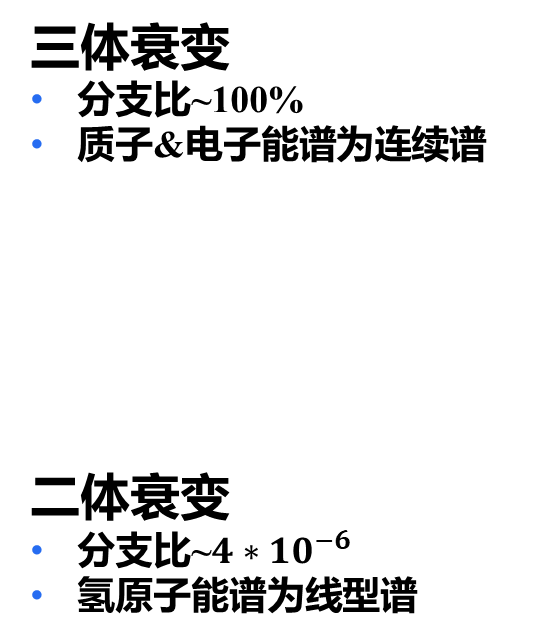 三体衰变
• 分支比~100%
• 质子&电子能谱为连续谱
二体衰变
• 分支比~4 * 10⁻⁶
• 氢原子能谱为线型谱